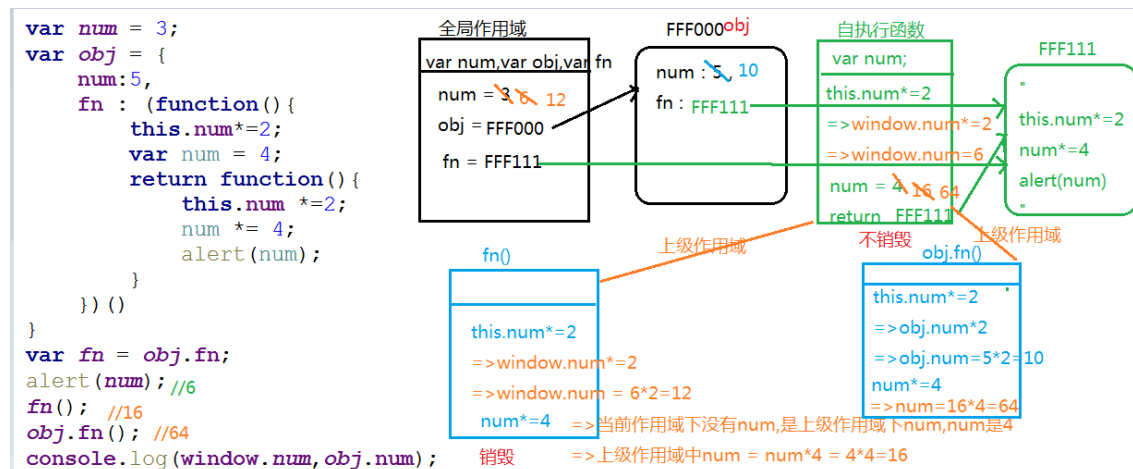 var num = 3;
var obj = {
num:5,
fn : (function(){
this.num*=2;
var num = 4;
return function(){
this.num *=2;
num *= 4;
alert(num);
}
})()
}
var fn = obj.fn;
alert(num); //6
fn(); //16
obj.fn(); //64
console.log(window.num,obj.num);
全局作用域
var num,var obj,var fn
num = 3 6 12
obj = FFF000
fn = FFF111
FFF000 obj
num : 5 , 10
fn : FFF111
自执行函数
var num;
this.num*=2
=>window.num*=2
=>window.num=6
num = 4 16 64
return FFF111
不销毁
FFF111
"
this.num*=2
num*=4
alert(num)
"
上级作用域
上级作用域
fn()
this.num*=2
=>window.num*=2
=>window.num = 6*2=12
num*=4 =>当前作用域下没有num,是上级作用域下num,num是4
销毁 =>上级作用域中num = num*4 = 4*4=16
obj.fn()
this.num*=2
=>obj.num*2
=>obj.num=5*2=10
num*=4
=>num=16*4=64